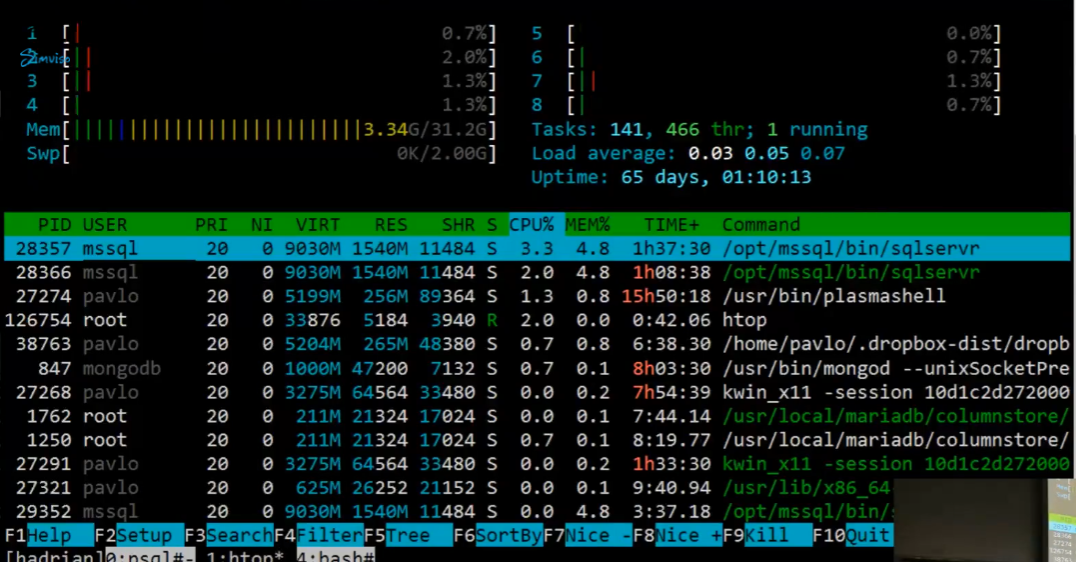 1 [| 0.7%] 5 [ 0.0%]
2 [|| 2.0%] 6 [| 0.7%]
3 [|| 1.3%] 7 [|| 1.3%]
4 [| 1.3%] 8 [| 0.7%]
Mem[|||||||||||||||||||||||||3.34G/31.2G] Tasks: 141, 466 thr; 1 running
Swp[ 0K/2.00G] Load average: 0.03 0.05 0.07
Uptime: 65 days, 01:10:13
PID USER PRI NI VIRT RES SHR S CPU% MEM% TIME+ Command
28357 mssql 20 0 9030M 1540M 11484 S 3.3 4.8 1h37:30 /opt/mssql/bin/sqlservr
28366 mssql 20 0 9030M 1540M 11484 S 2.0 4.8 1h08:38 /opt/mssql/bin/sqlservr
27274 pavlo 20 0 5199M 256M 89364 S 1.3 0.8 15h50:18 /usr/bin/plasmashell
126754 root 20 0 33876 5184 3940 R 2.0 0.0 0:42.06 htop
38763 pavlo 20 0 5204M 265M 48380 S 0.7 0.8 6:38.30 /home/pavlo/.dropbox-dist/dropb
847 mongodb 20 0 1000M 47200 7132 S 0.7 0.1 8h03:30 /usr/bin/mongod --unixSocketPre
27268 pavlo 20 0 3275M 64564 33480 S 0.0 0.2 7h54:39 kwin_x11 -session 10d1c2d272000
1762 root 20 0 211M 21324 17024 S 0.0 0.1 7:44.14 /usr/local/mariadb/columnstore/
1250 root 20 0 211M 21324 17024 S 0.7 0.1 8:19.77 /usr/local/mariadb/columnstore/
27291 pavlo 20 0 3275M 64564 33480 S 0.0 0.2 1h33:30 kwin_x11 -session 10d1c2d272000
27321 pavlo 20 0 625M 26252 21152 S 0.0 0.1 9:40.94 /usr/lib/x86_64
29352 mssql 20 0 9030M 1540M 11484 S 0.0 4.8 3:37.18 /opt/mssql/bin/
F1Help F2Setup F3SearchF4FilterF5Tree F6SortByF7Nice -F8Nice +F9Kill F10Quit
[hadrian]0:psql#- 1:htop* 4:bash#